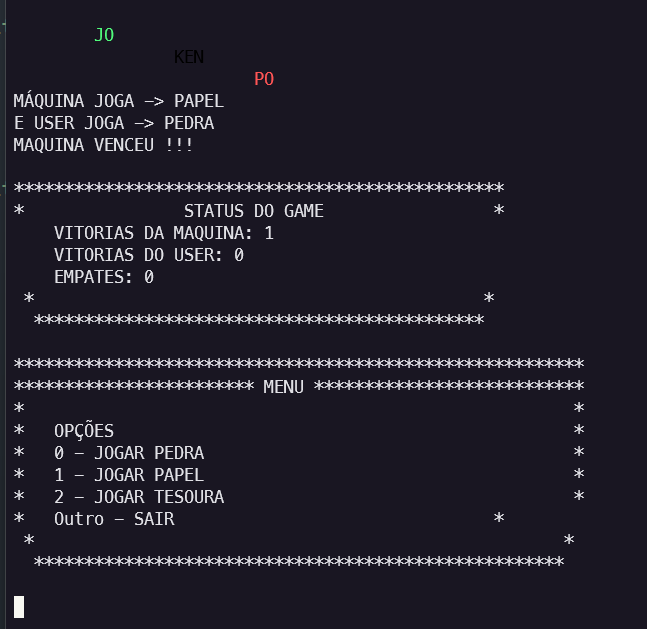 JO
KEN
PO
MÁQUINA JOGA -> PAPEL
E USER JOGA -> PEDRA
MAQUINA VENCEU !!!
*************************************************
* STATUS DO GAME *
VITORIAS DA MAQUINA: 1
VITORIAS DO USER: 0
EMPATES: 0
* *
*********************************************
*********************************************************
************************ MENU ***************************
* *
* OPÇÕES *
* 0 - JOGAR PEDRA *
* 1 - JOGAR PAPEL *
* 2 - JOGAR TESOURA *
* Outro - SAIR *
* *
*****************************************************